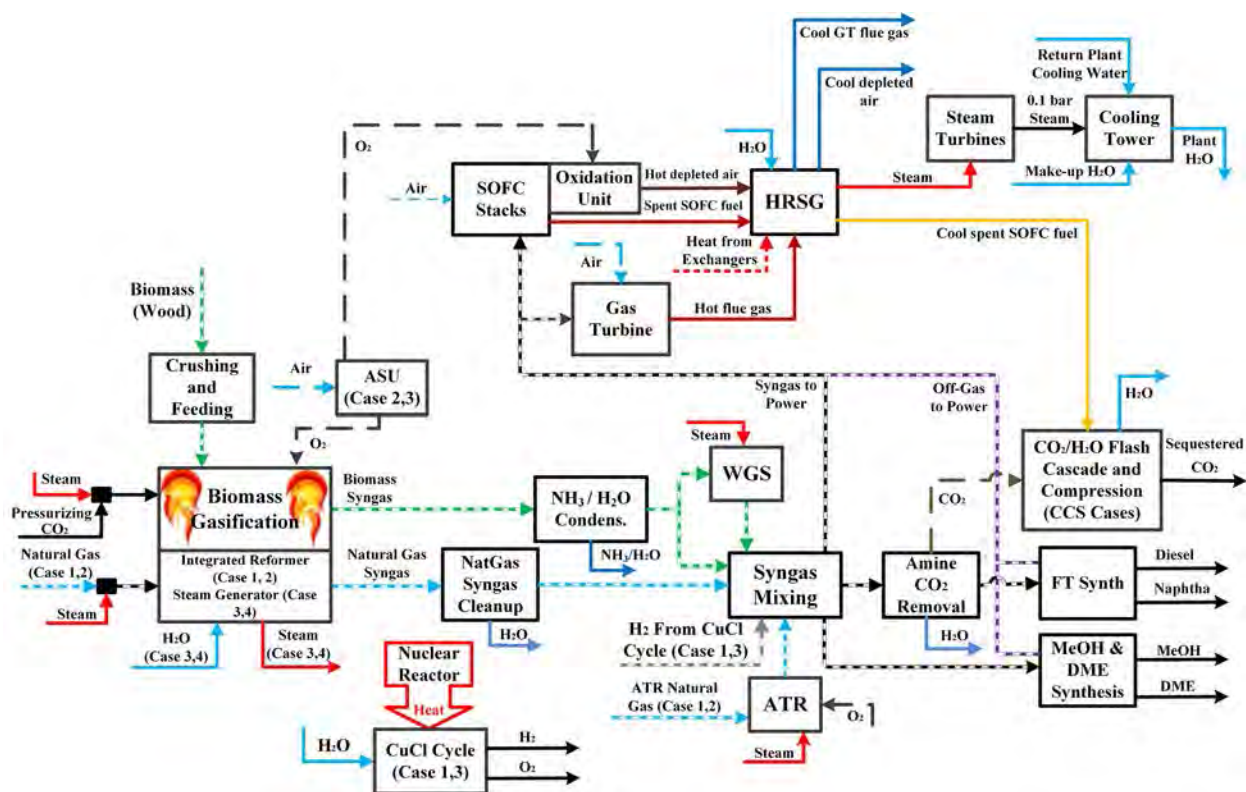 Cool GT flue gas
Return Plant
Cooling Water
Cool depleted
air
0.1 bar
Steam
Steam
Turbines
Cooling
Tower
Plant
H₂O
Make-up H₂O
O₂
H₂O
Air
SOFC
Stacks
Oxidation
Unit
Hot depleted air
Spent SOFC fuel
HRSG
Steam
Cool spent SOFC fuel
Heat from
Exchangers
Air
Gas
Turbine
Hot flue gas
Biomass
(Wood)
Crushing
and
Feeding
Air
ASU
(Case 2,3)
O₂
Syngas to
Power
Off-Gas
to Power
H₂O
Steam
Pressurizing
CO₂
Biomass
Gasification
Biomass
Syngas
NH₃ / H₂O
Condens.
NH₃/H₂O
Steam
WGS
CO₂
CO₂/H₂O Flash
Cascade and
Compression
(CCS Cases)
Sequestered
CO₂
Natural Gas
(Case 1,2)
Steam
Integrated Reformer
(Case 1, 2)
Steam Generator (Case
3,4)
Natural Gas
Syngas
NatGas
Syngas
Cleanup
H₂O
Syngas
Mixing
Amine
CO₂
Removal
H₂O
FT Synth
Diesel
Naphtha
H₂O
(Case 3,4)
Steam
(Case 3,4)
H₂ From CuCl
Cycle (Case 1,3)
MeOH &
DME
Synthesis
MeOH
DME
Nuclear
Reactor
Heat
ATR Natural
Gas (Case 1,2)
ATR
O₂
Steam
H₂O
CuCl Cycle
(Case 1,3)
H₂
O₂